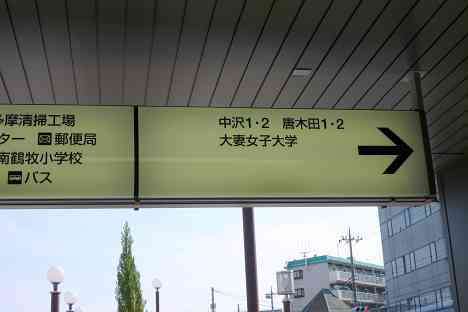 摩清掃工場
ター 郵便局
南鶴牧小学校
バス
中沢1・2 唐木田1・2
大妻女子大学